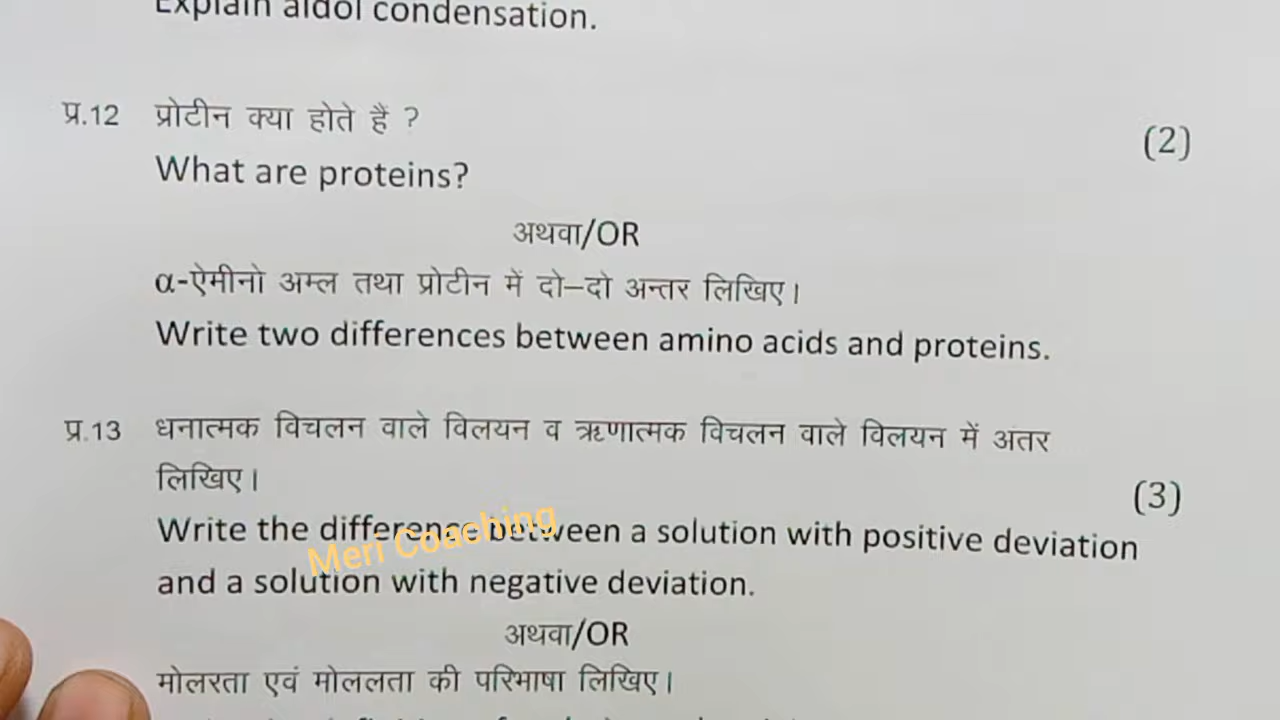 Explain aldol condensation.
प्र.12 प्रोटीन क्या होते हैं ? (2)
What are proteins?
अथवा/OR
α-ऐमीनो अम्ल तथा प्रोटीन में दो–दो अन्तर लिखिए।
Write two differences between amino acids and proteins.
प्र.13 धनात्मक विचलन वाले विलयन व ऋणात्मक विचलन वाले विलयन में अंतर
लिखिए। (3)
Write the difference between a solution with positive deviation
Meri Coaching
and a solution with negative deviation.
अथवा/OR
मोलरता एवं मोललता की परिभाषा लिखिए।